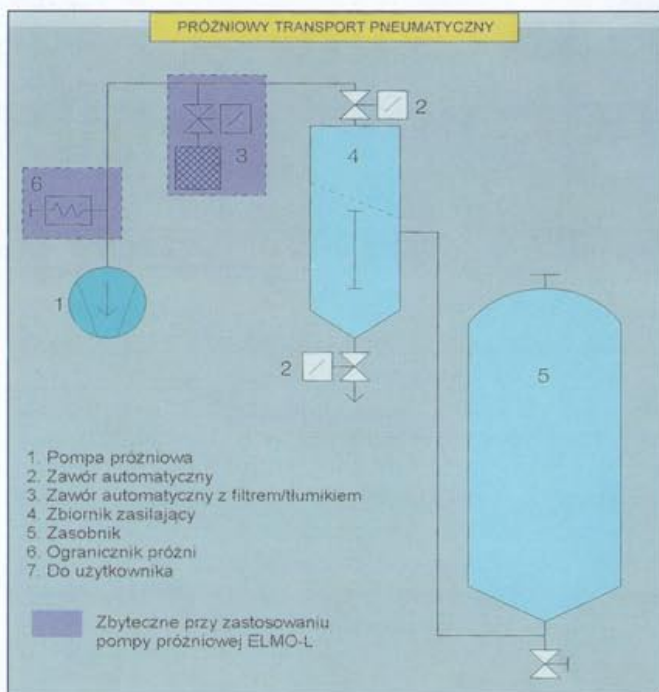 PRÓŻNIOWY TRANSPORT PNEUMATYCZNY
2
4
3
6
1
2
5
1. Pompa próżniowa
2. Zawór automatyczny
3. Zawór automatyczny z filtrem/tłumikiem
4. Zbiornik zasilający
5. Zasobnik
6. Ogranicznik próżni
7. Do użytkownika
Zbyteczne przy zastosowaniu
pompy próżniowej ELMO-L